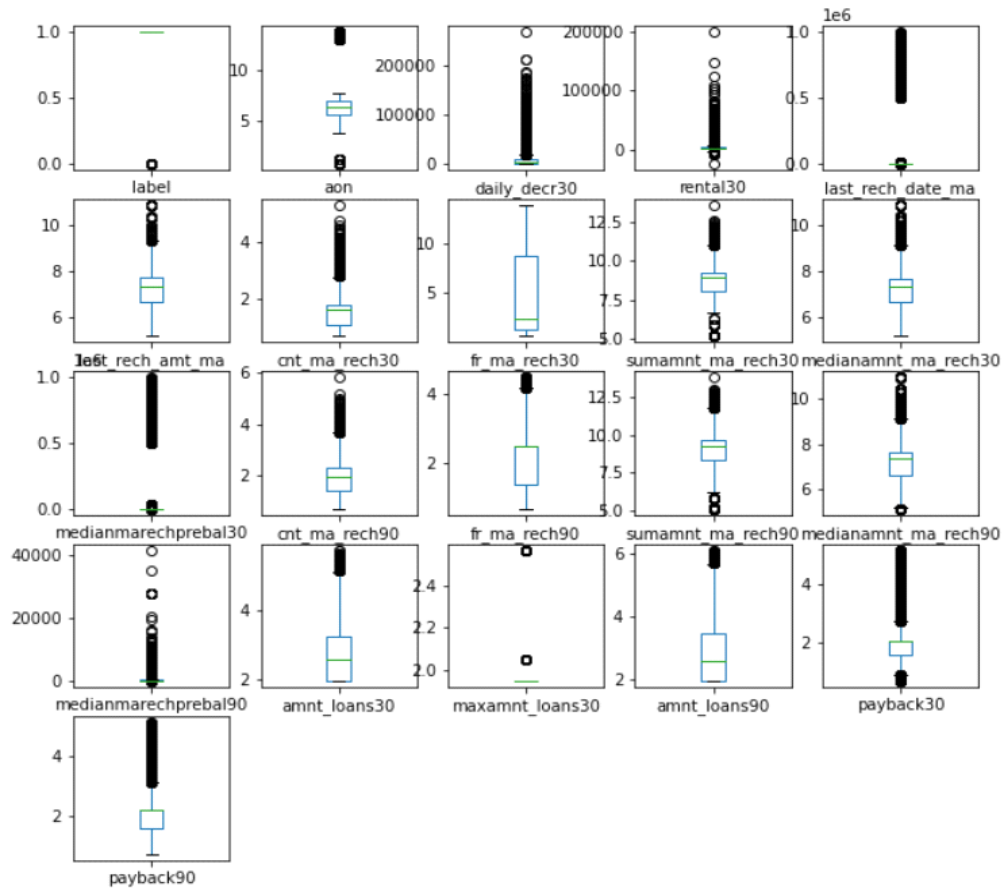 1e6
1.0
0.5
0.0
label
10
5
aon
200000
100000
0
daily_decr30
200000
100000
0
rental30
1.0
0.5
0.0
last_rech_date_ma
10
8
6
last_rech_amt_ma
4
2
cnt_ma_rech30
10
5
fr_ma_rech30
12.5
10.0
7.5
5.0
sumamnt_ma_rech30
10
8
6
medianamnt_ma_rech30
1e6
1.0
0.5
0.0
medianmarechprebal30
6
4
2
cnt_ma_rech90
4
2
fr_ma_rech90
12.5
10.0
7.5
5.0
sumamnt_ma_rech90
10
8
6
medianamnt_ma_rech90
40000
20000
0
medianmarechprebal90
4
2
amnt_loans30
2.4
2.2
2.0
maxamnt_loans30
6
4
2
amnt_loans90
4
2
payback30
4
2
payback90